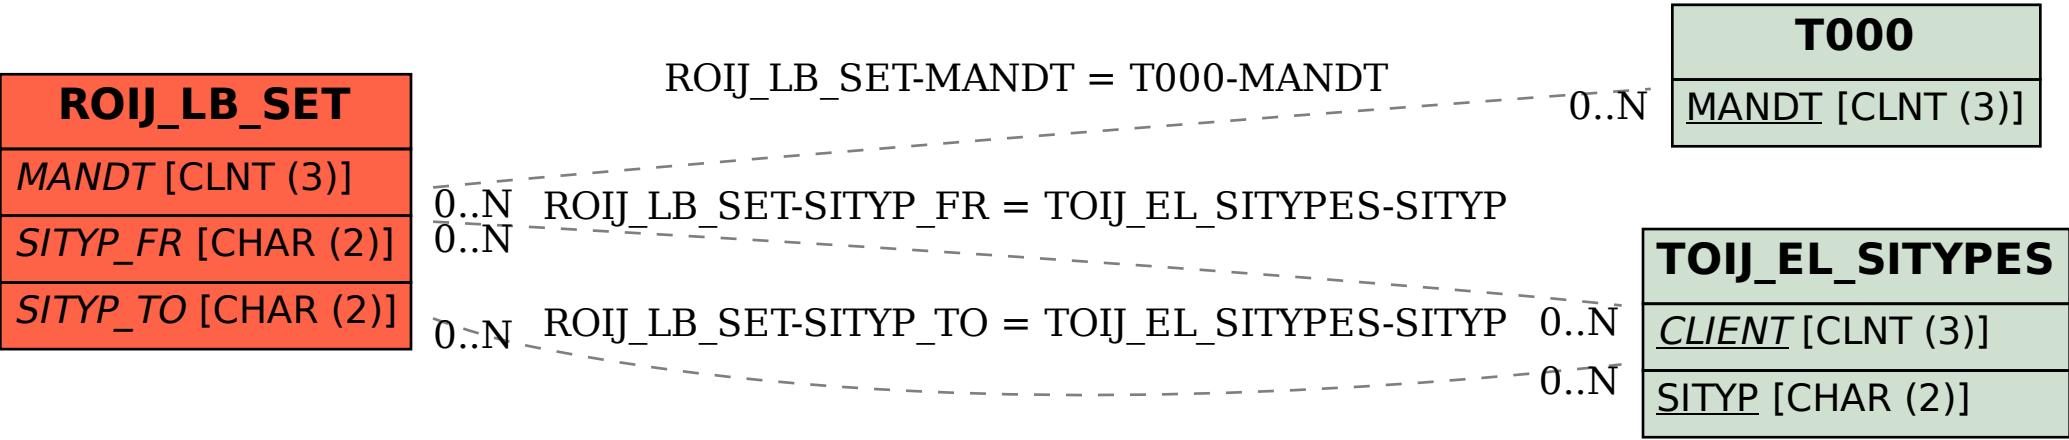 ROIJ_LB_SET
MANDT [CLNT (3)]
SITYP_FR [CHAR (2)]
SITYP_TO [CHAR (2)]
ROIJ_LB_SET-MANDT = T000-MANDT
0..N
0..N
ROIJ_LB_SET-SITYP_FR = TOIJ_EL_SITYPES-SITYP
0..N
0..N
ROIJ_LB_SET-SITYP_TO = TOIJ_EL_SITYPES-SITYP
0..N
0..N
T000
MANDT [CLNT (3)]
TOIJ_EL_SITYPES
CLIENT [CLNT (3)]
SITYP [CHAR (2)]